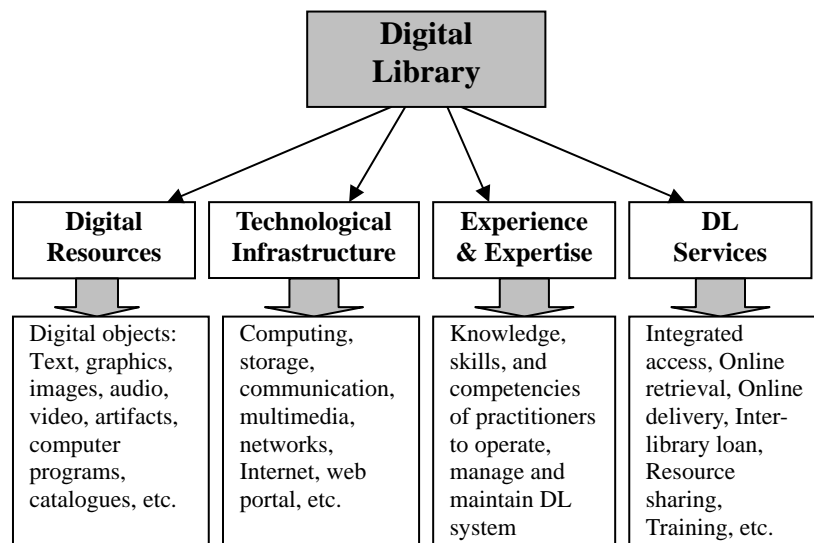 Digital
Library
Digital
Resources
Technological
Infrastructure
Experience
& Expertise
DL
Services
Digital objects:
Text, graphics,
images, audio,
video, artifacts,
computer
programs,
catalogues, etc.
Computing,
storage,
communication,
multimedia,
networks,
Internet, web
portal, etc.
Knowledge,
skills, and
competencies
of practitioners
to operate,
manage and
maintain DL
system
Integrated
access, Online
retrieval, Online
delivery, Inter-
library loan,
Resource
sharing,
Training, etc.